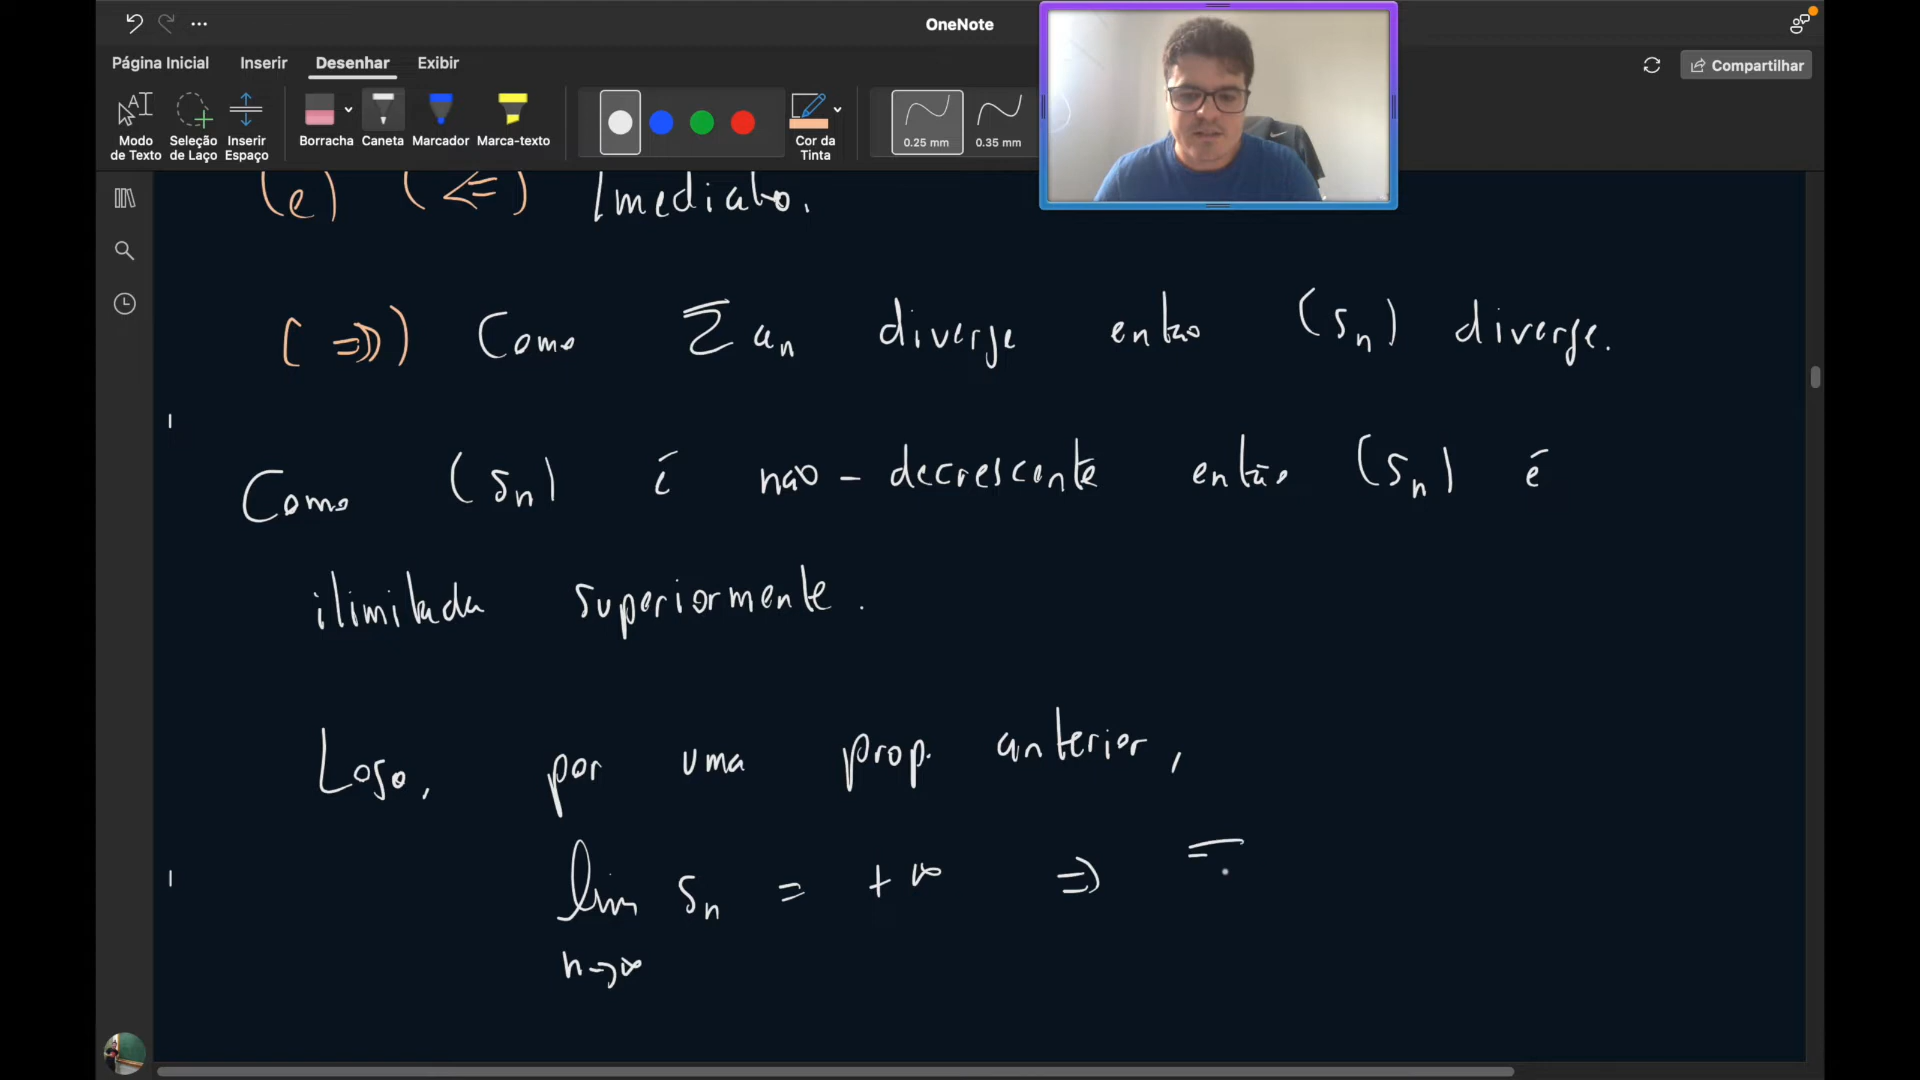 OneNote
Página Inicial Inserir Desenhar Exibir
Compartilhar
Modo de Texto
Seleção de Laço
Inserir Espaço
Borracha
Caneta
Marcador
Marca-texto
Cor da Tinta
0.25 mm
0.35 mm
(e) (<=) Imediato.
(=>) Como Σ an diverge entao (sn) diverge.
Como (sn) é não-decrescente então (sn) é
ilimitada superiormente.
Logo, por uma prop. anterior,
lim sn = +∞ =>
n→∞